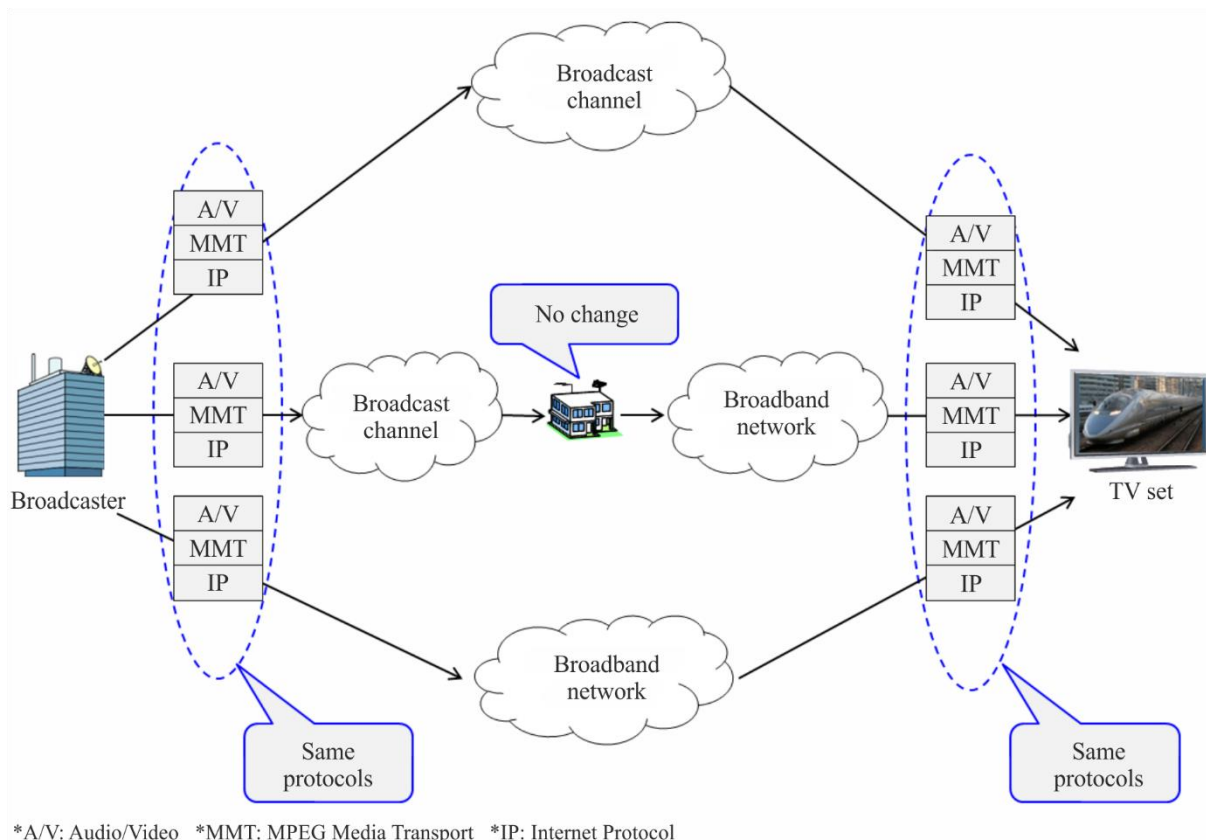 Broadcast
channel
A/V
MMT
IP
A/V
MMT
IP
No change
A/V
MMT
IP
Broadcast
channel
Broadband
network
A/V
MMT
IP
Broadcaster
TV set
A/V
MMT
IP
A/V
MMT
IP
Broadband
network
Same
protocols
Same
protocols
*A/V: Audio/Video *MMT: MPEG Media Transport *IP: Internet Protocol